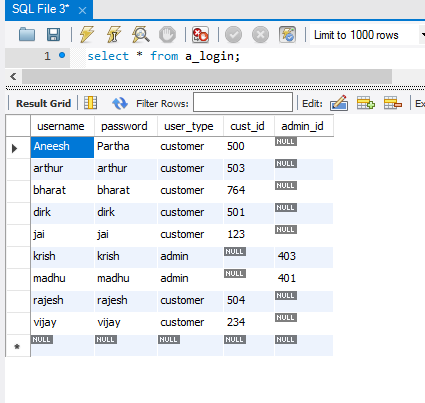 SQL File 3*
Limit to 1000 rows
1 select * from a_login;
Result Grid Filter Rows: Edit: Ex
username password user_type cust_id admin_id
Aneesh Partha customer 500 NULL
arthur arthur customer 503 NULL
bharat bharat customer 764 NULL
dirk dirk customer 501 NULL
jai jai customer 123 NULL
krish krish admin NULL 403
madhu madhu admin NULL 401
rajesh rajesh customer 504 NULL
vijay vijay customer 234 NULL
* NULL NULL NULL NULL NULL